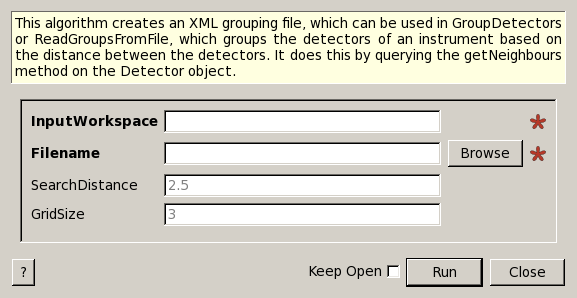 This algorithm creates an XML grouping file, which can be used in GroupDetectors
or ReadGroupsFromFile, which groups the detectors of an instrument based on
the distance between the detectors. It does this by querying the getNeighbours
method on the Detector object.
InputWorkspace
Filename Browse
SearchDistance 2.5
GridSize 3
? Keep Open Run Close